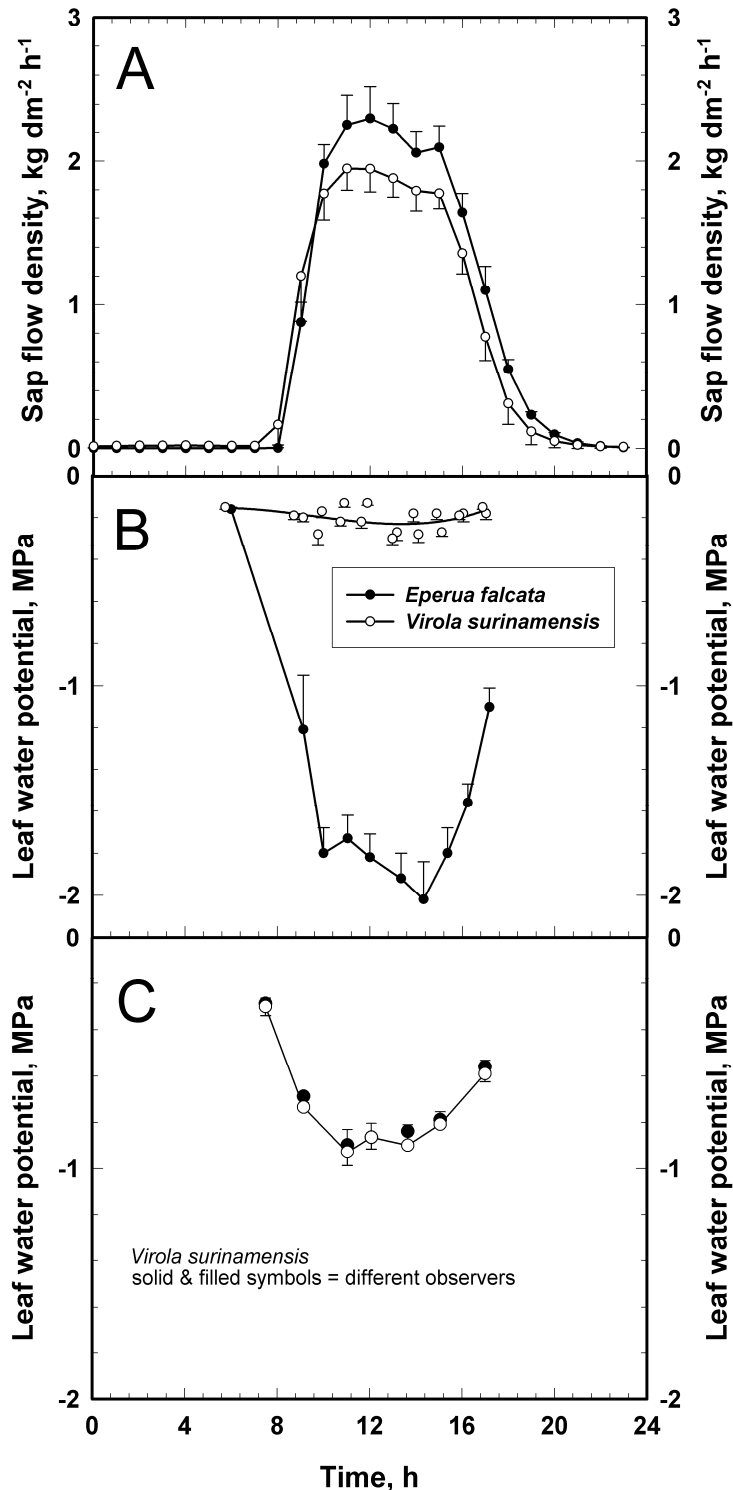 3
3
A
Sap flow density, kg dm-2 h-1
Sap flow density, kg dm-2 h-1
2
2
1
1
0
0
0
0
B
Leaf water potential, MPa
Leaf water potential, MPa
Eperua falcata
Virola surinamensis
-1
-1
-2
-2
0
0
C
Leaf water potential, MPa
Leaf water potential, MPa
-1
-1
Virola surinamensis
solid & filled symbols = different observers
-2
-2
0 4 8 12 16 20 24
Time, h